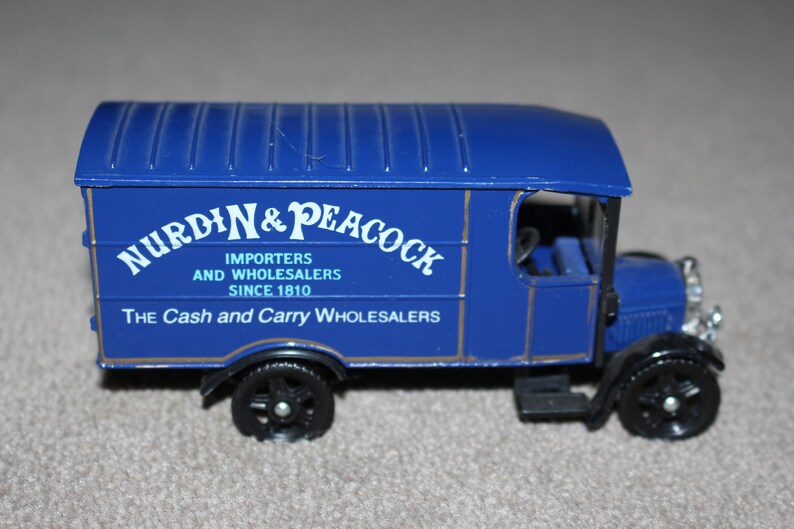 NURDIN & PEACOCK
IMPORTERS
AND WHOLESALERS
SINCE 1810
THE Cash and Carry WHOLESALERS